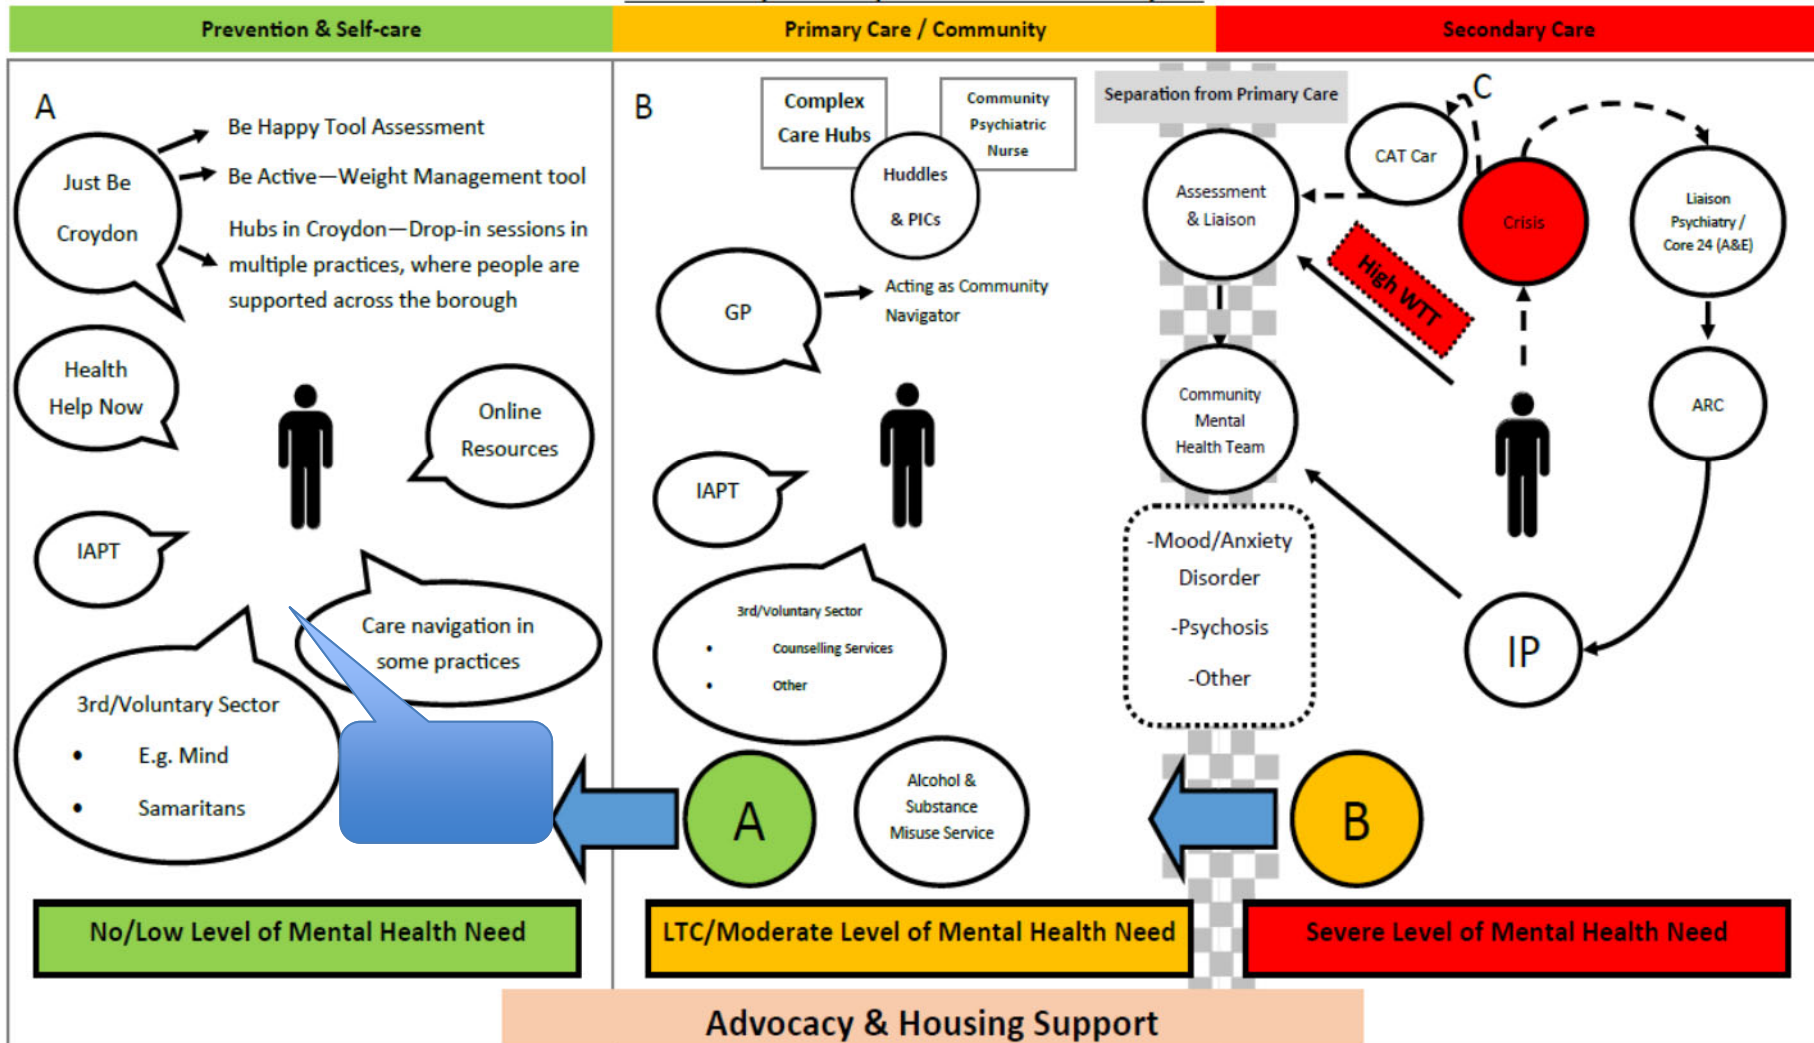 Prevention & Self-care
Primary Care / Community
Secondary Care
A
Just Be
Croydon
Be Happy Tool Assessment
Be Active—Weight Management tool
Hubs in Croydon—Drop-in sessions in
multiple practices, where people are
supported across the borough
Health
Help Now
Online
Resources
IAPT
Care navigation in
some practices
3rd/Voluntary Sector
• E.g. Mind
• Samaritans
No/Low Level of Mental Health Need
B
Complex
Care Hubs
Community
Psychiatric
Nurse
Huddles
& PICs
GP
Acting as Community
Navigator
IAPT
3rd/Voluntary Sector
• Counselling Services
• Other
A
Alcohol &
Substance
Misuse Service
LTC/Moderate Level of Mental Health Need
Separation from Primary Care
Assessment
& Liaison
Community
Mental
Health Team
-Mood/Anxiety
Disorder
-Psychosis
-Other
C
CAT Car
Crisis
Liaison
Psychiatry /
Core 24 (A&E)
High WTT
ARC
IP
B
Severe Level of Mental Health Need
Advocacy & Housing Support